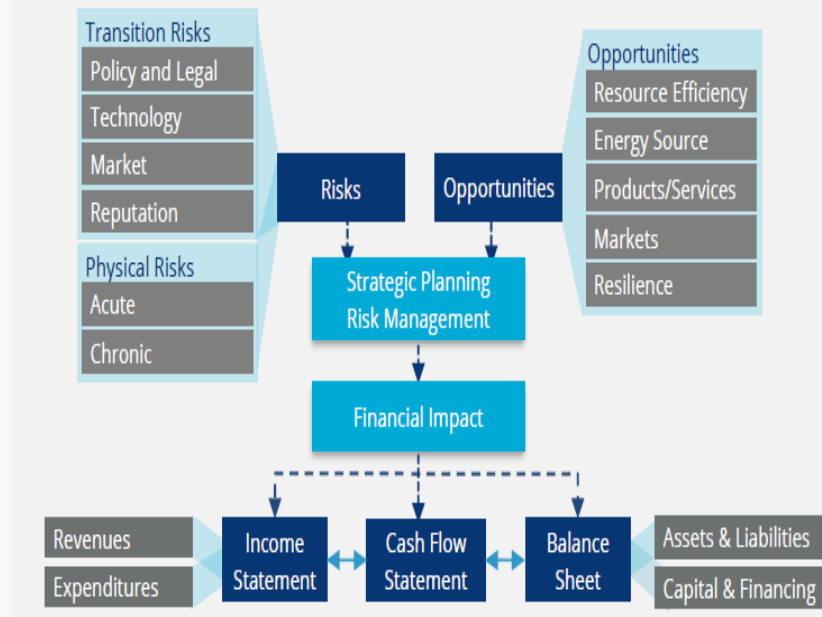 Transition Risks
Policy and Legal
Technology
Market
Reputation
Physical Risks
Acute
Chronic
Risks
Opportunities
Opportunities
Resource Efficiency
Energy Source
Products/Services
Markets
Resilience
Strategic Planning
Risk Management
Financial Impact
Revenues
Expenditures
Income
Statement
Cash Flow
Statement
Balance
Sheet
Assets & Liabilities
Capital & Financing